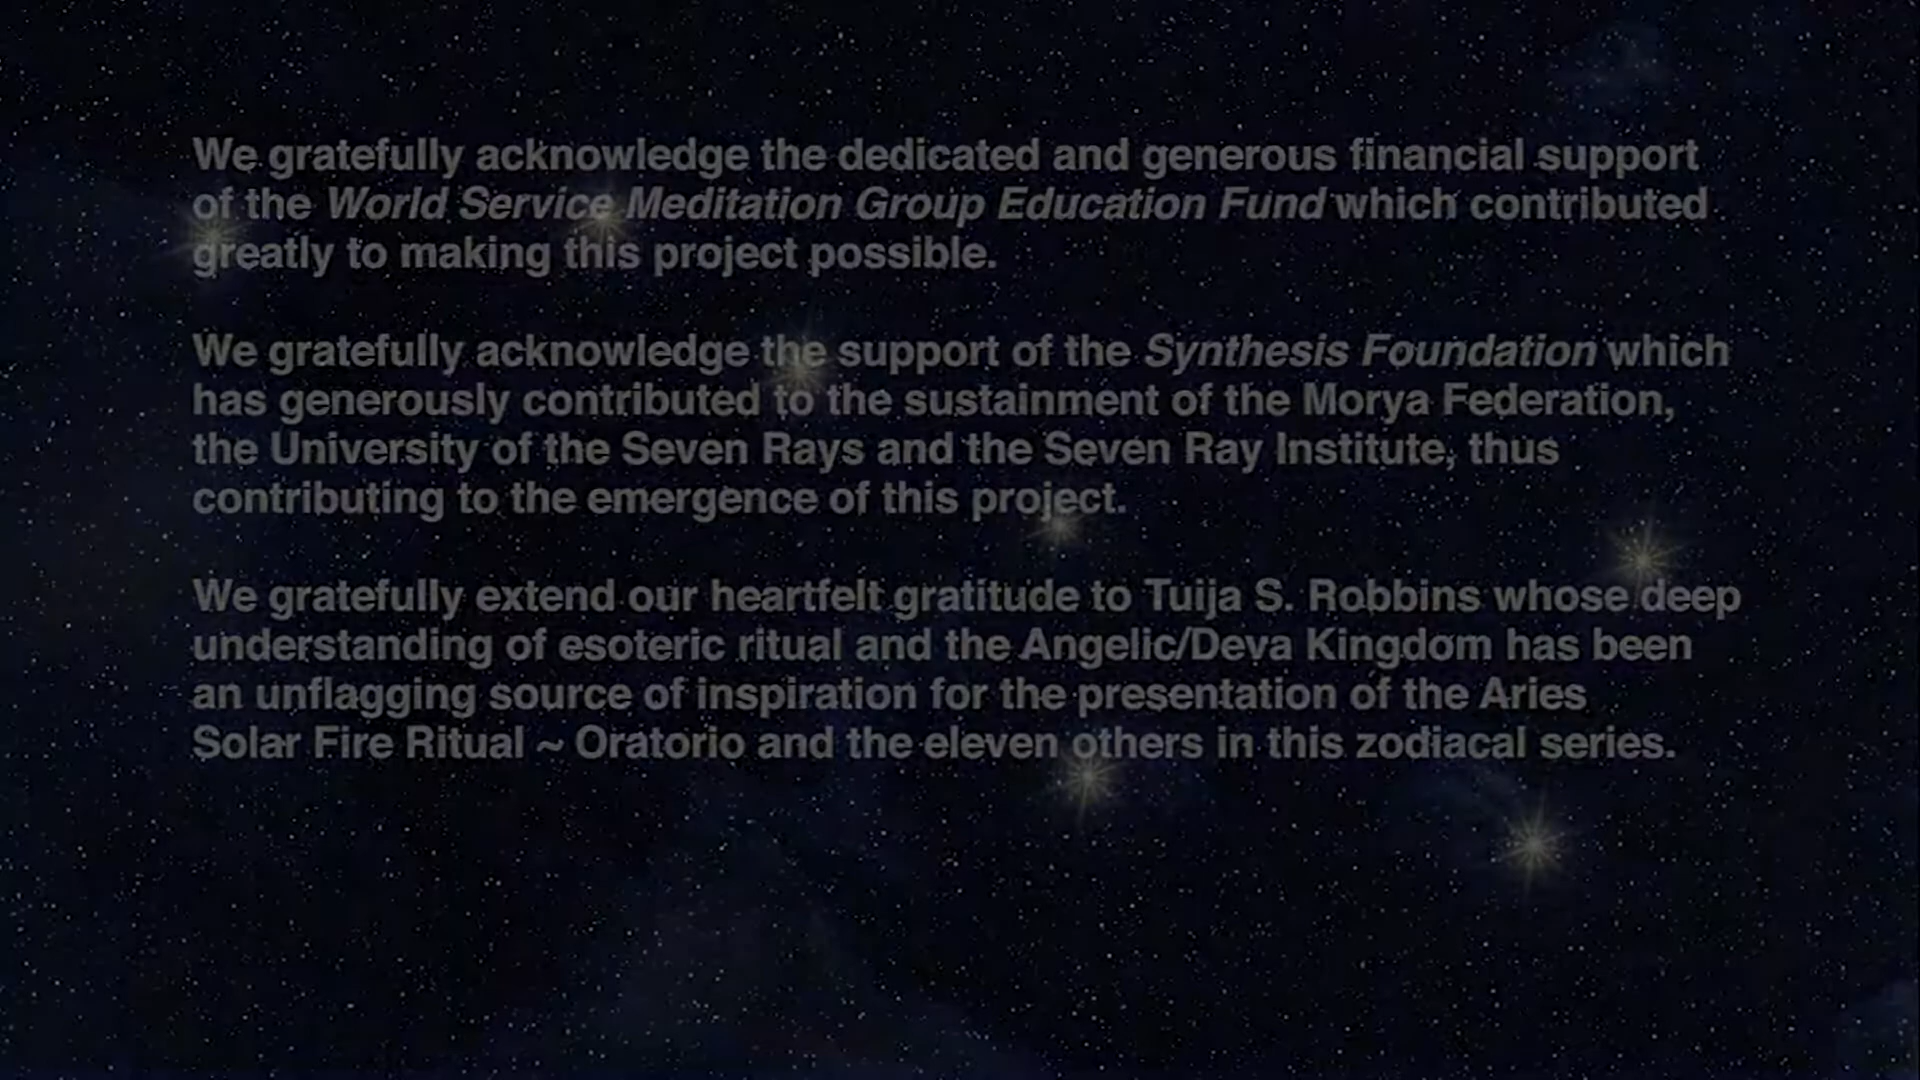 We gratefully acknowledge the dedicated and generous financial support
of the World Service Meditation Group Education Fund which contributed
greatly to making this project possible.
We gratefully acknowledge the support of the Synthesis Foundation which
has generously contributed to the sustainment of the Morya Federation,
the University of the Seven Rays and the Seven Ray Institute, thus
contributing to the emergence of this project.
We gratefully extend our heartfelt gratitude to Tuija S. Robbins whose deep
understanding of esoteric ritual and the Angelic/Deva Kingdom has been
an unflagging source of inspiration for the presentation of the Aries
Solar Fire Ritual ~ Oratorio and the eleven others in this zodiacal series.